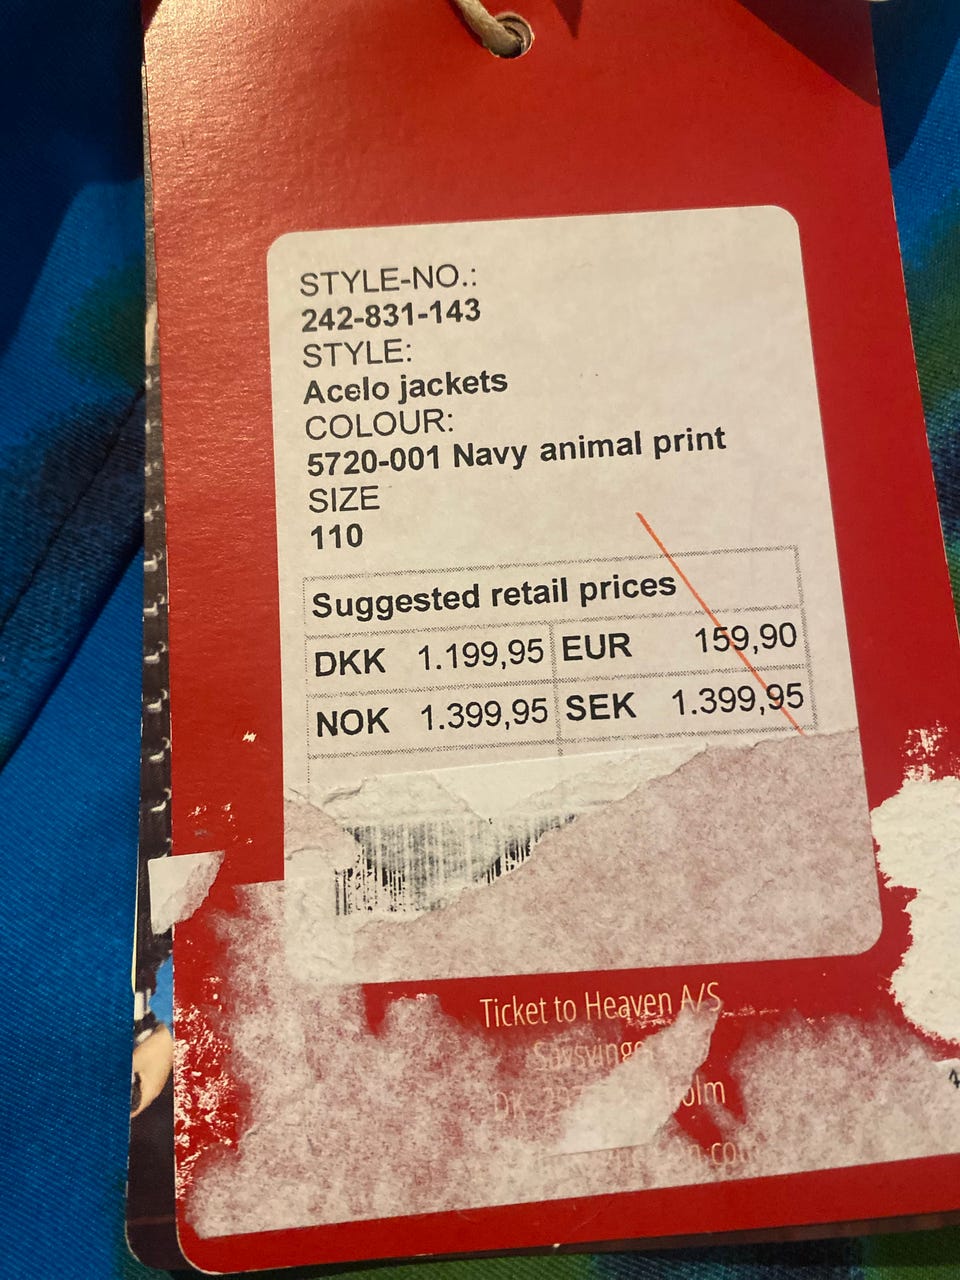 STYLE-NO.:
242-831-143
STYLE:
Acelo jackets
COLOUR:
5720-001 Navy animal print
SIZE
110
Suggested retail prices
DKK 1.199,95 EUR 159,90
NOK 1.399,95 SEK 1.399,95
Ticket to Heaven A/S